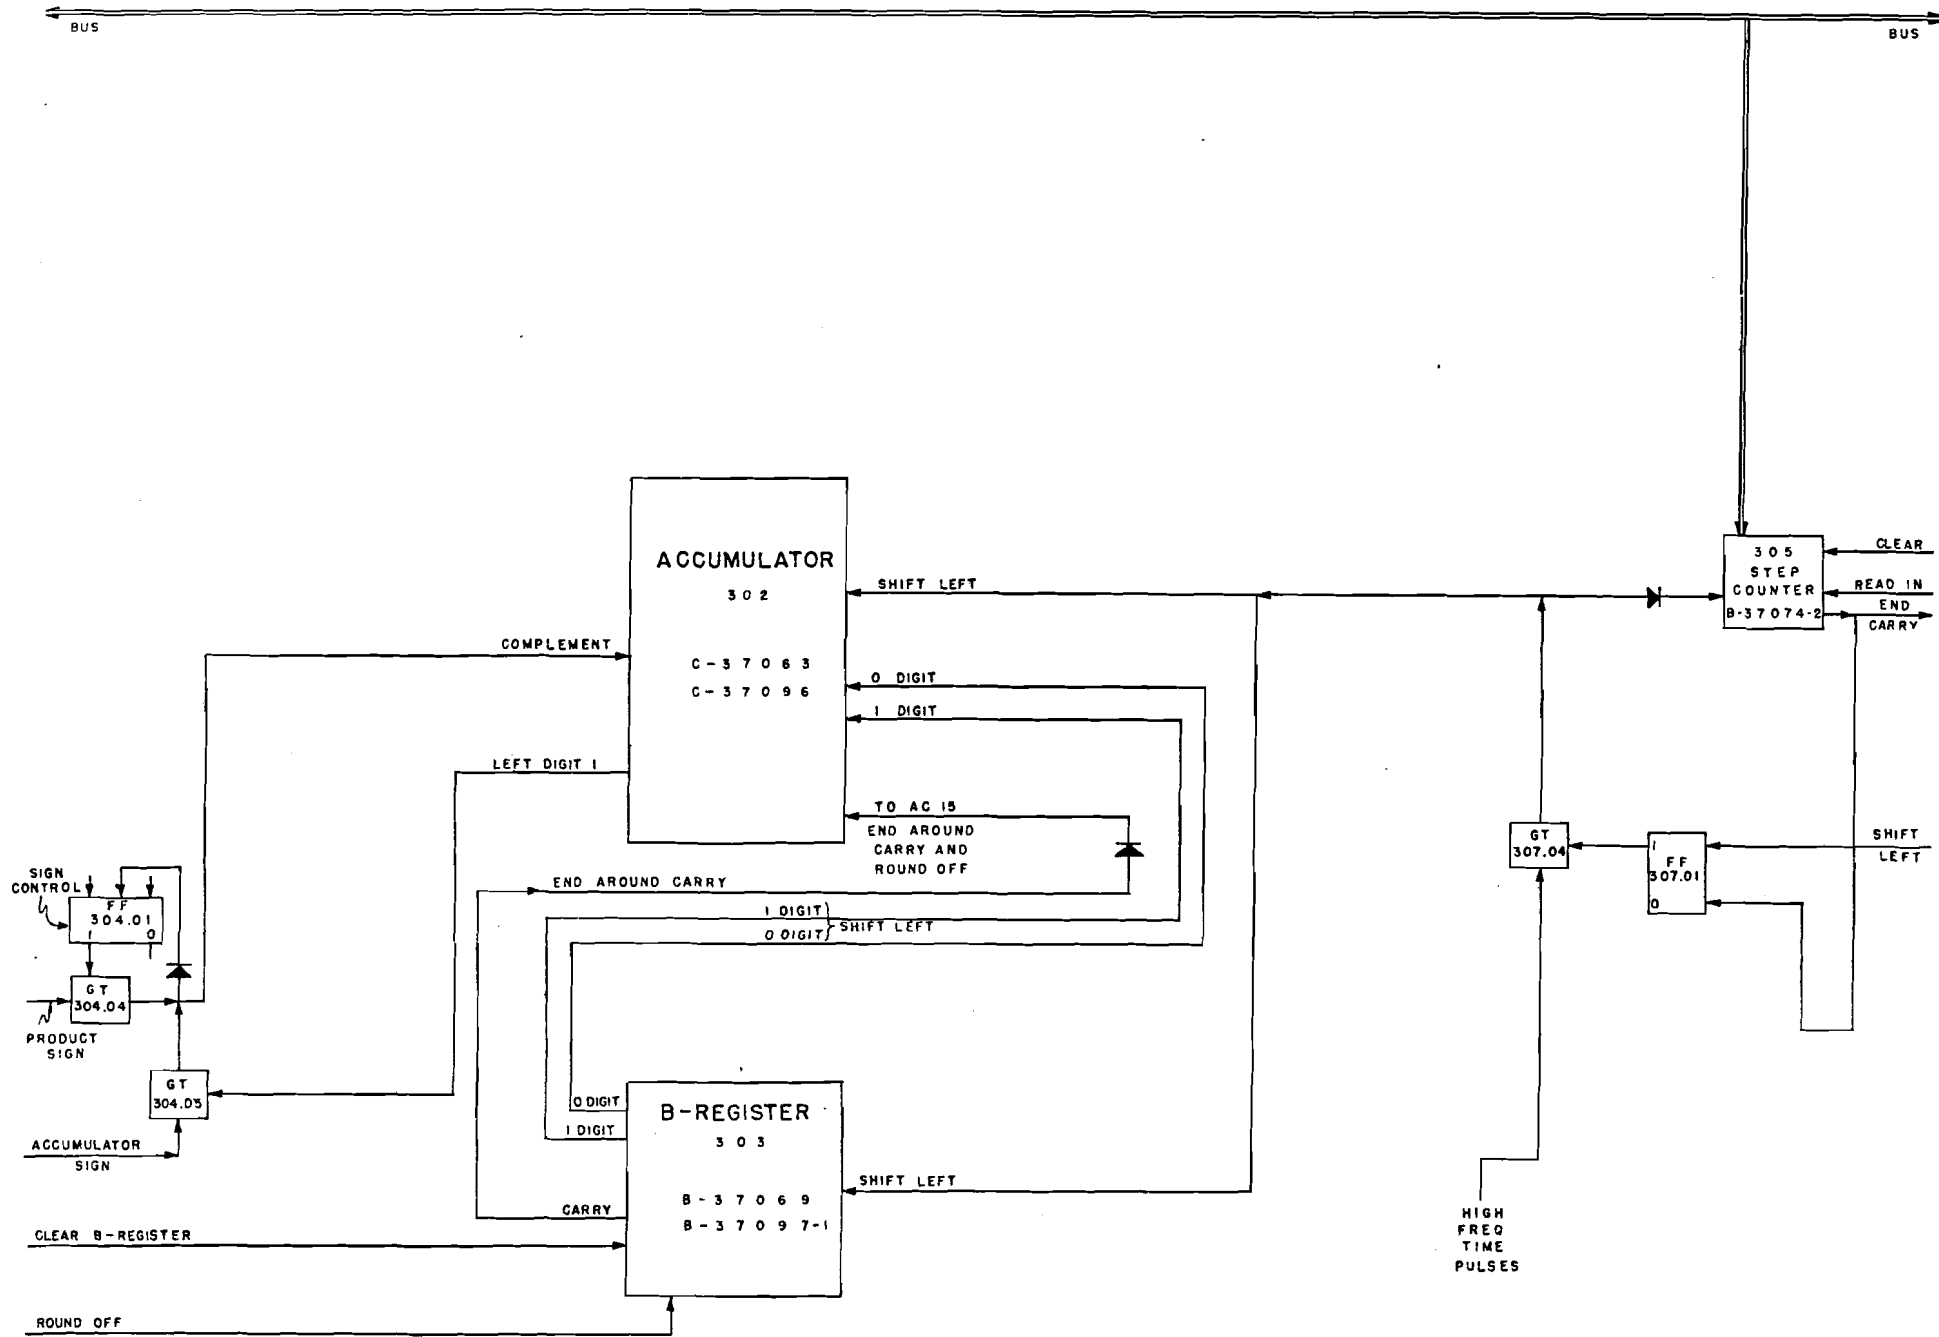 BUS
BUS
ACCUMULATOR
302
C-37063
C-37096
SHIFT LEFT
305
STEP
COUNTER
B-37074-2
CLEAR
READ IN
END
CARRY
COMPLEMENT
0 DIGIT
1 DIGIT
LEFT DIGIT 1
TO AC 15
END AROUND
CARRY AND
ROUND OFF
GT
307.04
1
FF
307.01
0
SHIFT
LEFT
SIGN
CONTROL
FF
304.01
1 0
END AROUND CARRY
1 DIGIT
0 DIGIT
SHIFT LEFT
GT
304.04
PRODUCT
SIGN
GT
304.03
ACCUMULATOR
SIGN
0 DIGIT
1 DIGIT
B-REGISTER
303
B-37069
B-37097-1
SHIFT LEFT
CARRY
CLEAR B-REGISTER
ROUND OFF
HIGH
FREQ
TIME
PULSES